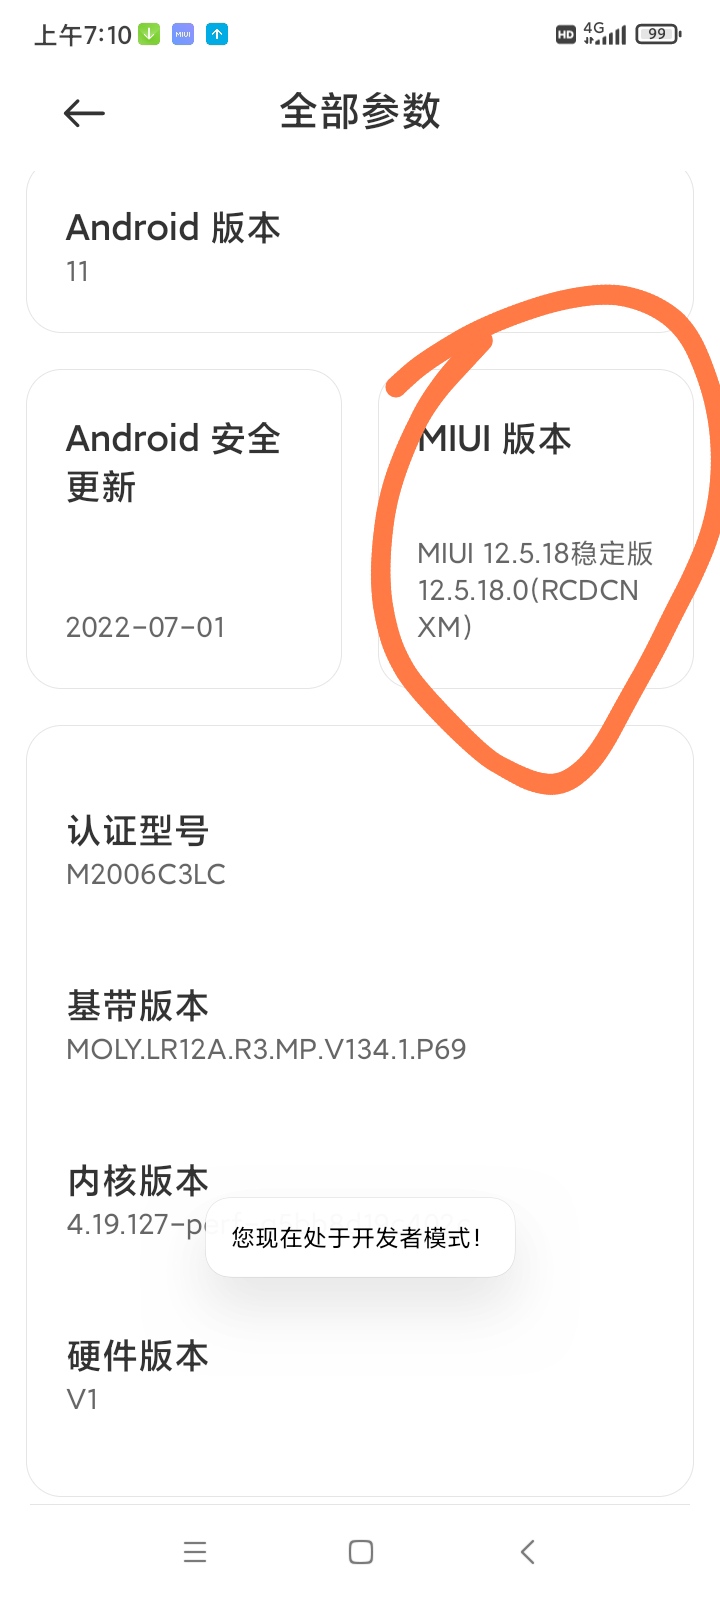 上午7:10
MIUI
HD
4G
99
全部参数
Android 版本
11
Android 安全
更新
2022-07-01
MIUI 版本
MIUI 12.5.18稳定版
12.5.18.0(RCDCN
XM)
认证型号
M2006C3LC
基带版本
MOLY.LR12A.R3.MP.V134.1.P69
内核版本
4.19.127-pe
您现在处于开发者模式!
硬件版本
V1